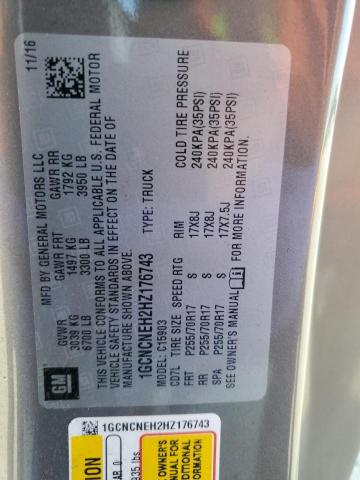 MFD BY GENERAL MOTORS LLC 11/16
GVWR GAWR FRT GAWR RR
3039 KG 1497 KG 1792 KG
6700 LB 3300 LB 3950 LB
THIS VEHICLE CONFORMS TO ALL APPLICABLE U.S. FEDERAL MOTOR
VEHICLE SAFETY STANDARDS IN EFFECT ON THE DATE OF
MANUFACTURE SHOWN ABOVE.
1GCNCNEH2HZ176743 TYPE: TRUCK
MODEL: C15903
CD7L TIRE SIZE SPEED RTG RIM COLD TIRE PRESSURE
FRT P255/70R17 S 17X8J 240KPA(35PSI)
RR P255/70R17 S 17X8J 240KPA(35PSI)
SPA P255/70R17 S 17X7.5J 240KPA(35PSI)
SEE OWNER'S MANUAL FOR MORE INFORMATION.
GM
1GCNCNEH2HZ176743
SEE OWNER'S
MANUAL FOR
ADDITIONAL